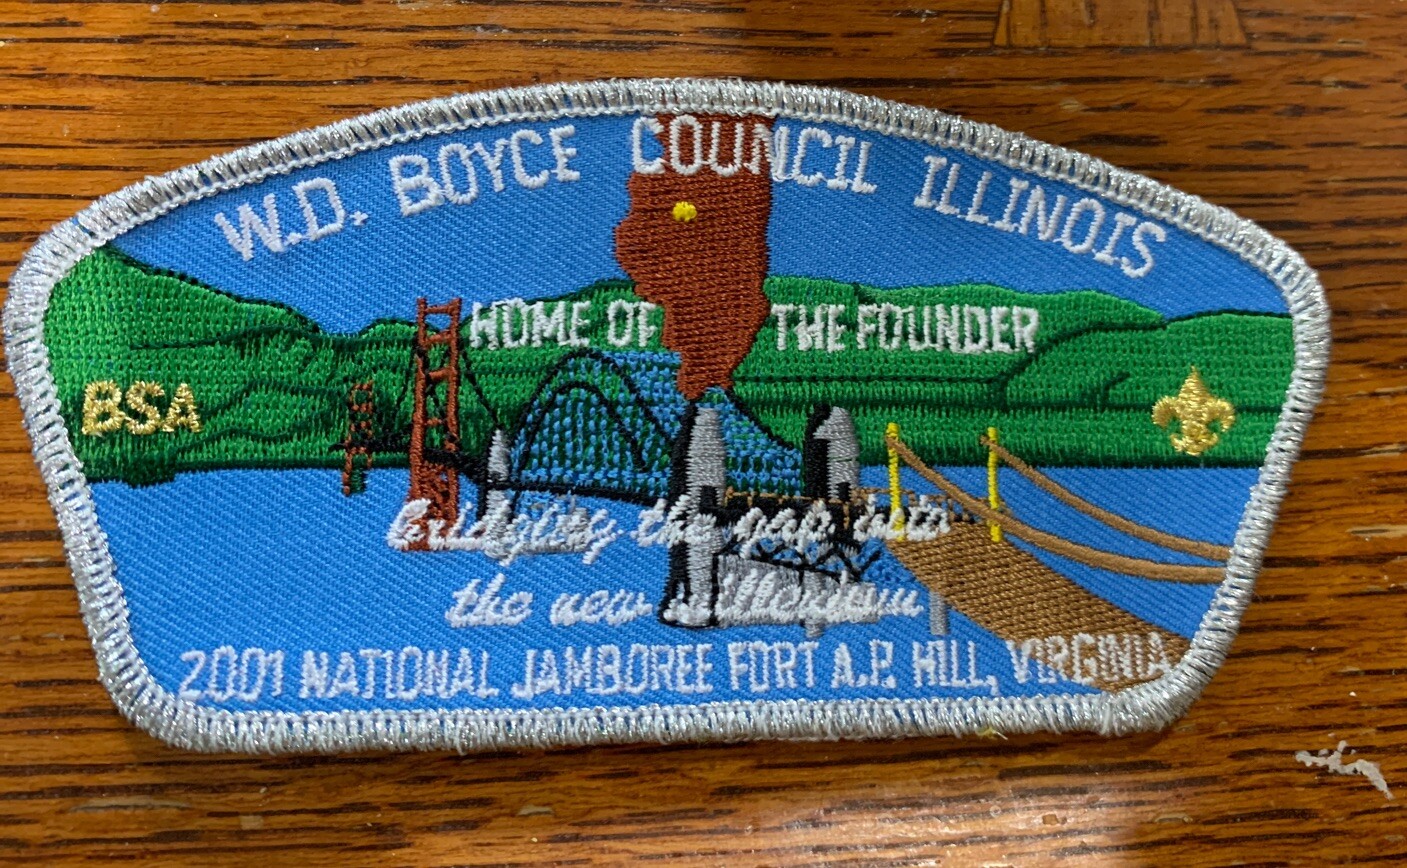 W.D. BOYCE COUNCIL ILLINOIS
HOME OF THE FOUNDER
BSA
bridging the gap into
the new millenium
2001 NATIONAL JAMBOREE FORT A.P. HILL, VIRGINIA